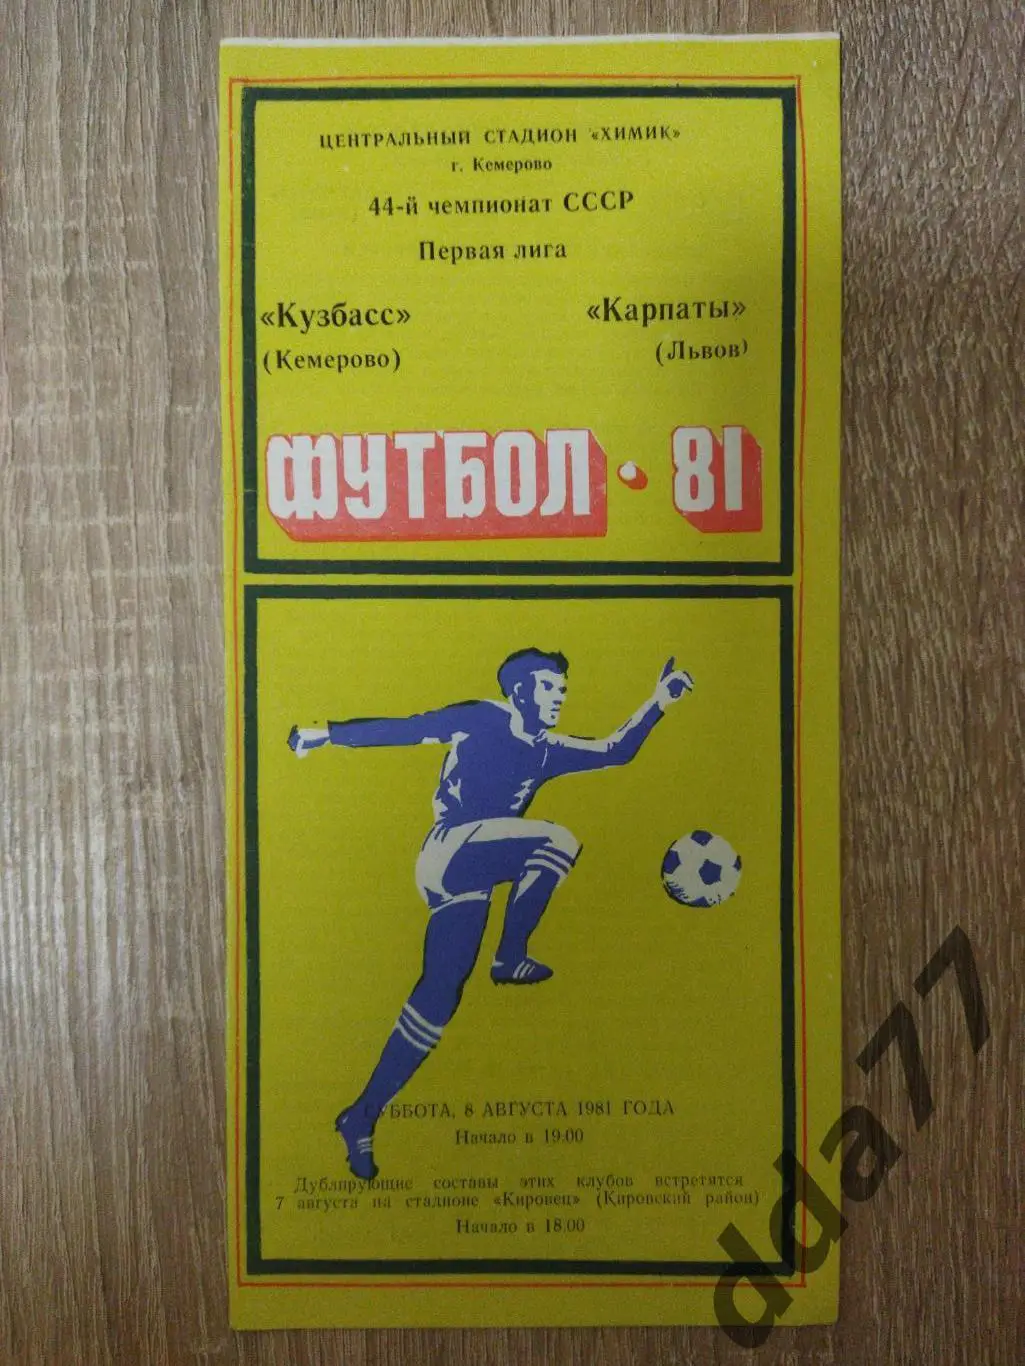 ЦЕНТРАЛЬНЫЙ СТАДИОН «ХИМИК»
г. Кемерово
44-й чемпионат СССР
Первая лига
«Кузбасс» «Карпаты»
(Кемерово) (Львов)
ФУТБОЛ · 81
СУББОТА, 8 АВГУСТА 1981 ГОДА
Начало в 19.00
Дублирующие составы этих клубов встретятся
7 августа на стадионе «Кировец» (Кировский район)
Начало в 18.00
dda77